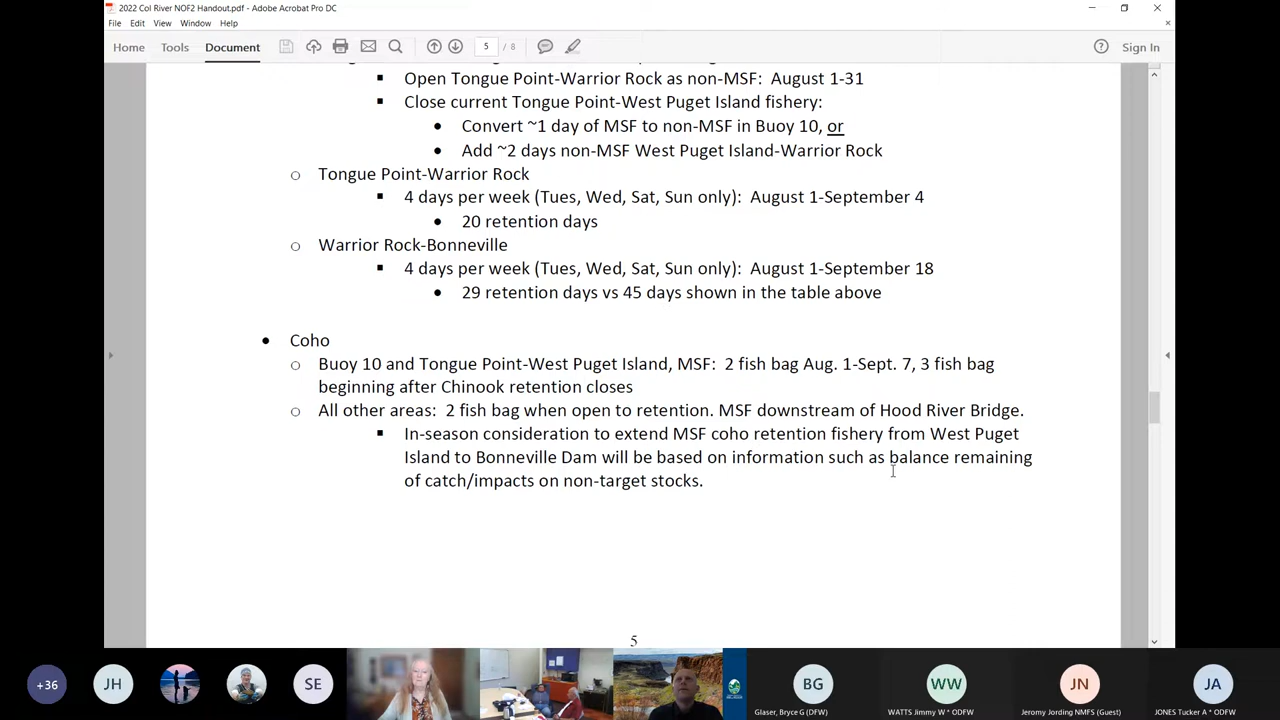 2022 Col River NOF2 Handout.pdf - Adobe Acrobat Pro DC
File Edit View Window Help
Home Tools Document 5 / 8 Sign In
▪ Open Tongue Point-Warrior Rock as non-MSF: August 1-31
▪ Close current Tongue Point-West Puget Island fishery:
• Convert ~1 day of MSF to non-MSF in Buoy 10, or
• Add ~2 days non-MSF West Puget Island-Warrior Rock
○ Tongue Point-Warrior Rock
▪ 4 days per week (Tues, Wed, Sat, Sun only): August 1-September 4
• 20 retention days
○ Warrior Rock-Bonneville
▪ 4 days per week (Tues, Wed, Sat, Sun only): August 1-September 18
• 29 retention days vs 45 days shown in the table above
• Coho
○ Buoy 10 and Tongue Point-West Puget Island, MSF: 2 fish bag Aug. 1-Sept. 7, 3 fish bag
beginning after Chinook retention closes
○ All other areas: 2 fish bag when open to retention. MSF downstream of Hood River Bridge.
▪ In-season consideration to extend MSF coho retention fishery from West Puget
Island to Bonneville Dam will be based on information such as balance remaining
of catch/impacts on non-target stocks.
5
+36 JH SE BG WW JN JA
Glaser, Bryce G (DFW) WATTS Jimmy W * ODFW Jeromy Jording NMFS (Guest) JONES Tucker A * ODFW